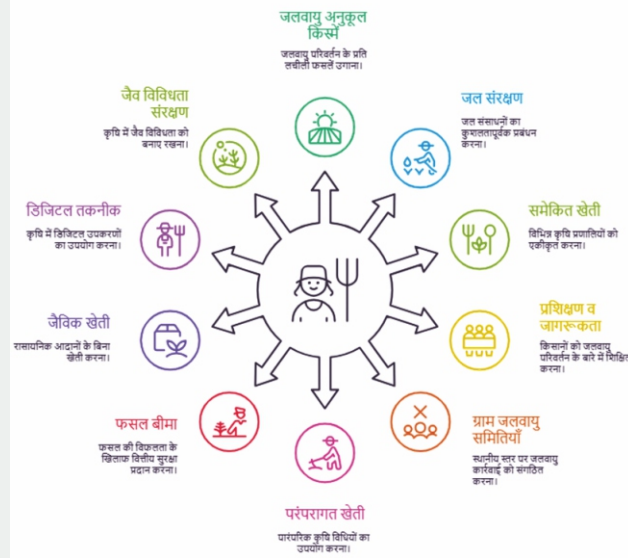 जलवायु अनुकूल
किस्में
जलवायु परिवर्तन के प्रति
लचीली फसलें उगाना।
जल संरक्षण
जल संसाधनों का
कुशलतापूर्वक प्रबंधन
करना।
समेकित खेती
विभिन्न कृषि प्रणालियों को
एकीकृत करना।
प्रशिक्षण व
जागरूकता
किसानों को जलवायु
परिवर्तन के बारे में शिक्षित
करना।
ग्राम जलवायु
समितियाँ
स्थानीय स्तर पर जलवायु
कार्रवाई को संगठित
करना।
परंपरागत खेती
पारंपरिक कृषि विधियों का
उपयोग करना।
फसल बीमा
फसल की विफलता के
खिलाफ वित्तीय सुरक्षा
प्रदान करना।
जैविक खेती
रासायनिक आदानों के बिना
खेती करना।
डिजिटल तकनीक
कृषि में डिजिटल उपकरणों
का उपयोग करना।
जैव विविधता
संरक्षण
कृषि में जैव विविधता को
बनाए रखना।